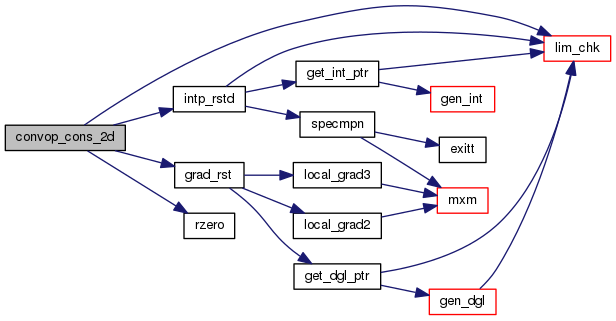 lim_chk
get_int_ptr
intp_rstd
gen_int
specmpn
convop_cons_2d
exitt
grad_rst
local_grad3
mxm
rzero
local_grad2
get_dgl_ptr
gen_dgl